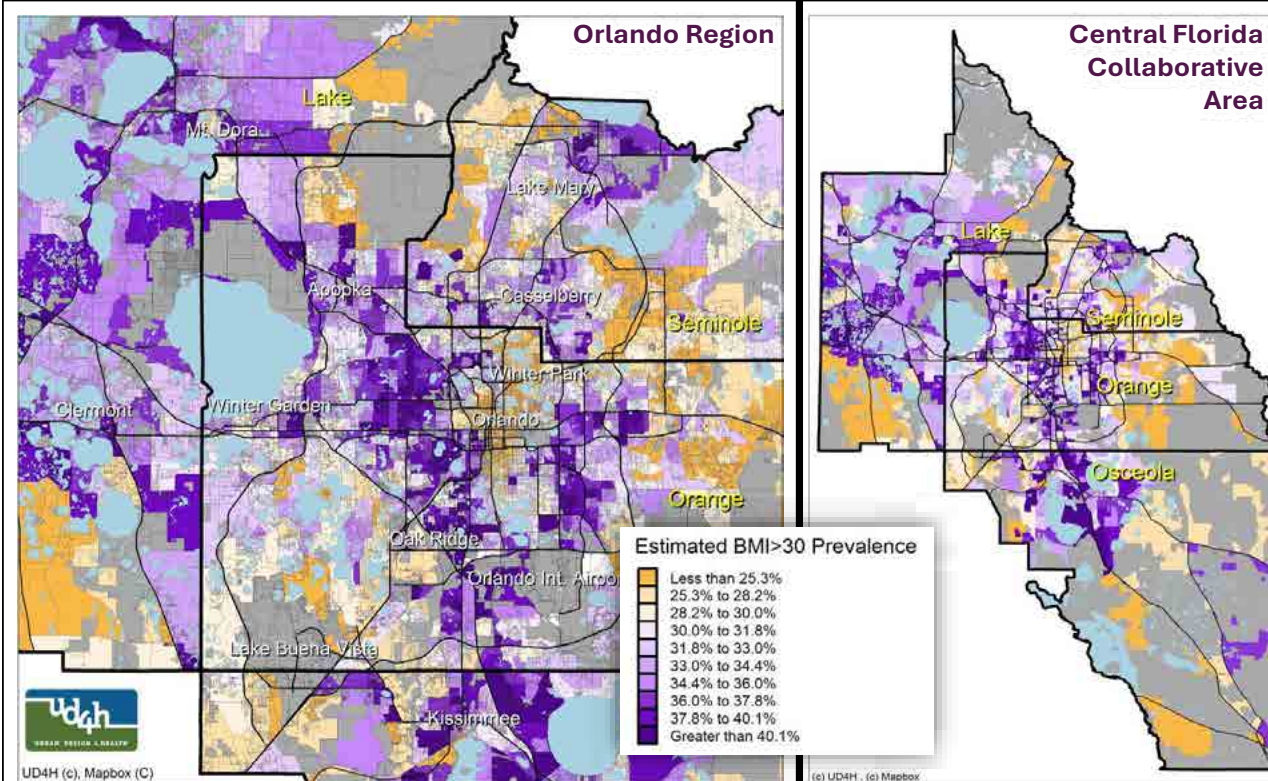 Orlando Region
Lake
Mt. Dora
Lake Mary
Apopka
Casselberry
Seminole
Winter Park
Clermont
Winter Garden
Orlando
Orange
Oak Ridge
Orlando Int. Airpo
Lake Buena Vista
Kissimmee
ud4h
URBAN DESIGN 4 HEALTH
UD4H (c), Mapbox (C)
Estimated BMI>30 Prevalence
Less than 25.3%
25.3% to 28.2%
28.2% to 30.0%
30.0% to 31.8%
31.8% to 33.0%
33.0% to 34.4%
34.4% to 36.0%
36.0% to 37.8%
37.8% to 40.1%
Greater than 40.1%
Central Florida
Collaborative
Area
Lake
Seminole
Orange
Osceola
(c) UD4H , (c) Mapbox